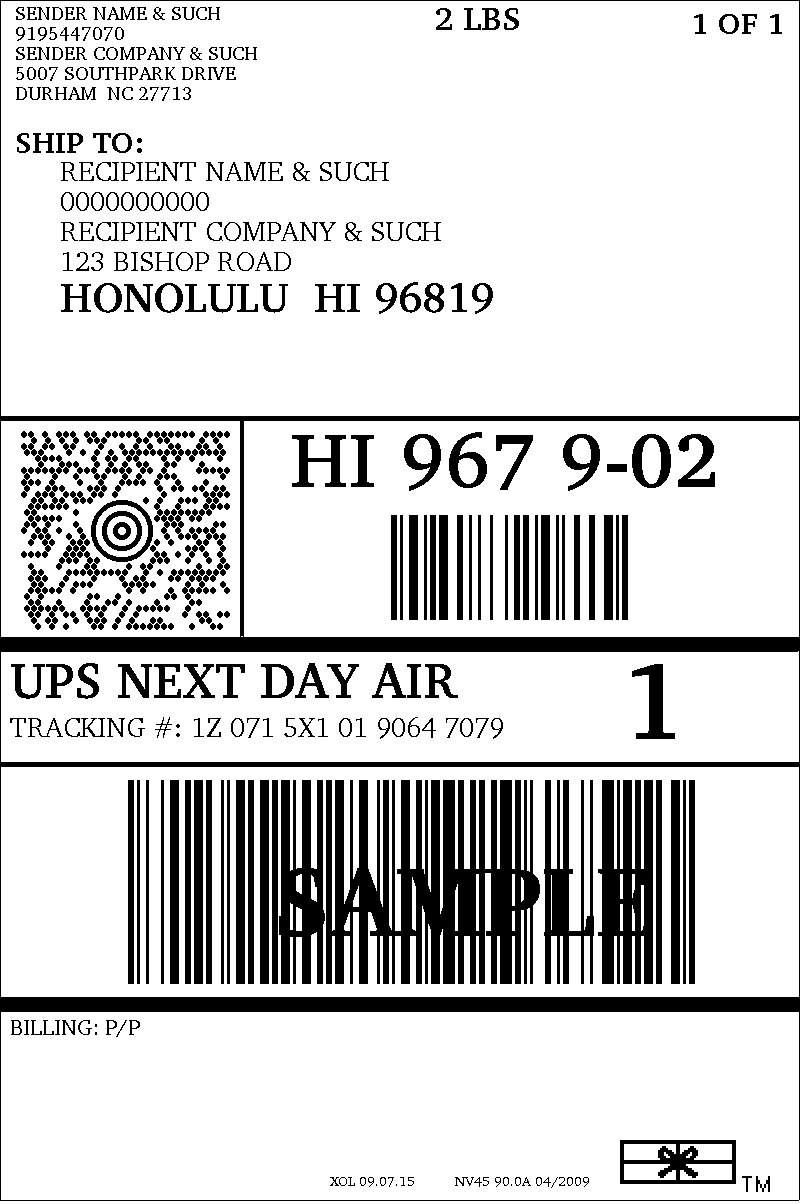 SENDER NAME & SUCH
9195447070
SENDER COMPANY & SUCH
5007 SOUTHPARK DRIVE
DURHAM  NC 27713
2 LBS
1 OF 1
SHIP TO:
RECIPIENT NAME & SUCH
0000000000
RECIPIENT COMPANY & SUCH
123 BISHOP ROAD
HONOLULU  HI 96819
HI 967 9-02
UPS NEXT DAY AIR
1
TRACKING #: 1Z 071 5X1 01 9064 7079
SAMPLE
BILLING: P/P
XOL 09.07.15
NV45 90.0A 04/2009
TM